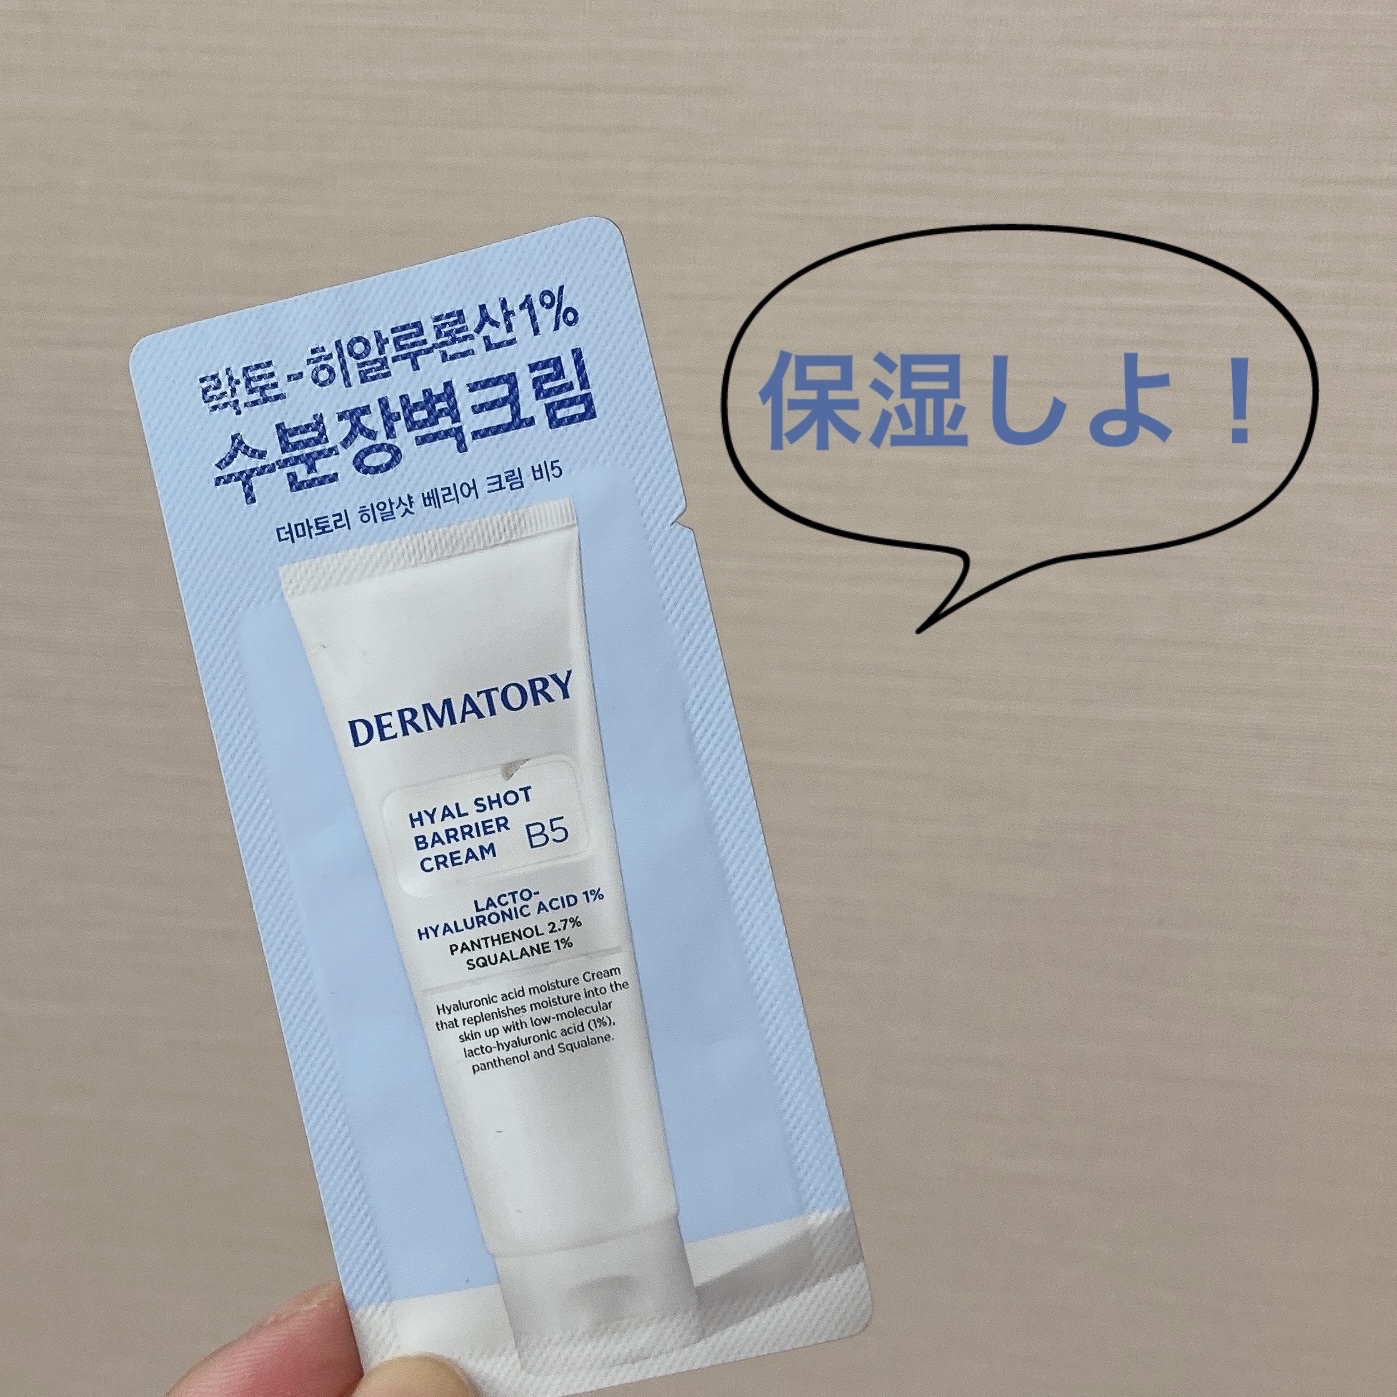 락토-히알루론산1%
수분장벽크림
더마토리 히알샷 베리어 크림 비5
DERMATORY
HYAL SHOT
BARRIER
CREAM B5
LACTO-
HYALURONIC ACID 1%
PANTHENOL 2.7%
SQUALANE 1%
Hyaluronic acid moisture Cream
that replenishes moisture into the
skin up with low-molecular
lacto-hyaluronic acid (1%),
panthenol and Squalane.
保湿しよ！